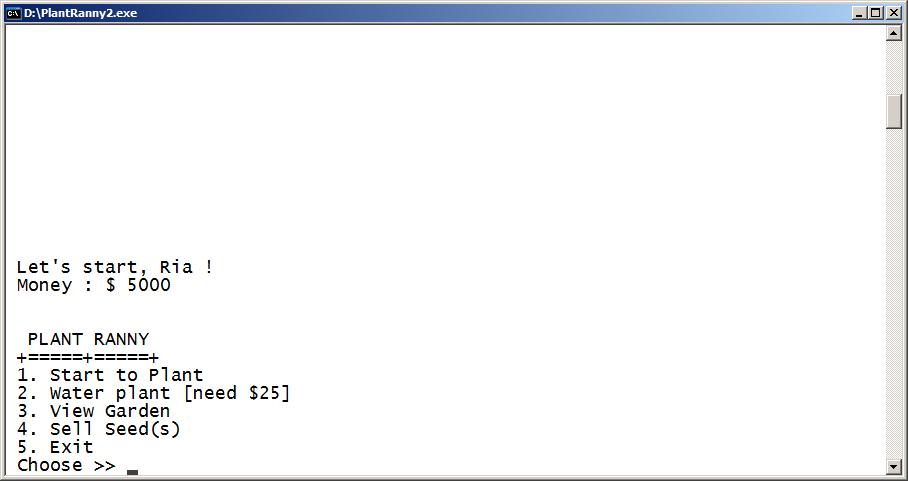 D:\PlantRanny2.exe
Let's start, Ria !
Money : $ 5000
PLANT RANNY
+=====+=====+
1. Start to Plant
2. Water plant [need $25]
3. View Garden
4. Sell Seed(s)
5. Exit
Choose >> _